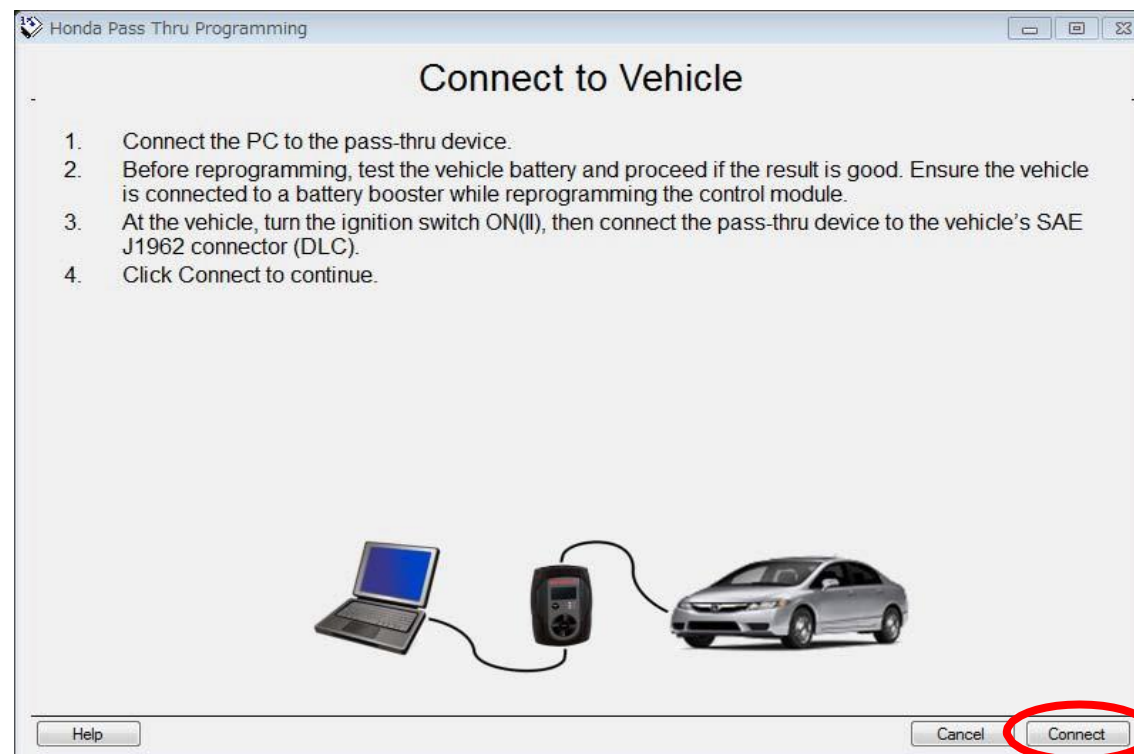 Honda Pass Thru Programming
Connect to Vehicle
1. Connect the PC to the pass-thru device.
2. Before reprogramming, test the vehicle battery and proceed if the result is good. Ensure the vehicle
is connected to a battery booster while reprogramming the control module.
3. At the vehicle, turn the ignition switch ON(II), then connect the pass-thru device to the vehicle's SAE
J1962 connector (DLC).
4. Click Connect to continue.
Help Cancel Connect